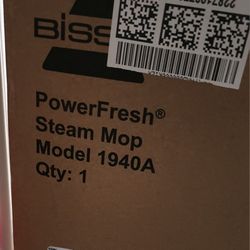 BISS
PowerFresh®
Steam Mop
Model 1940A
Qty: 1